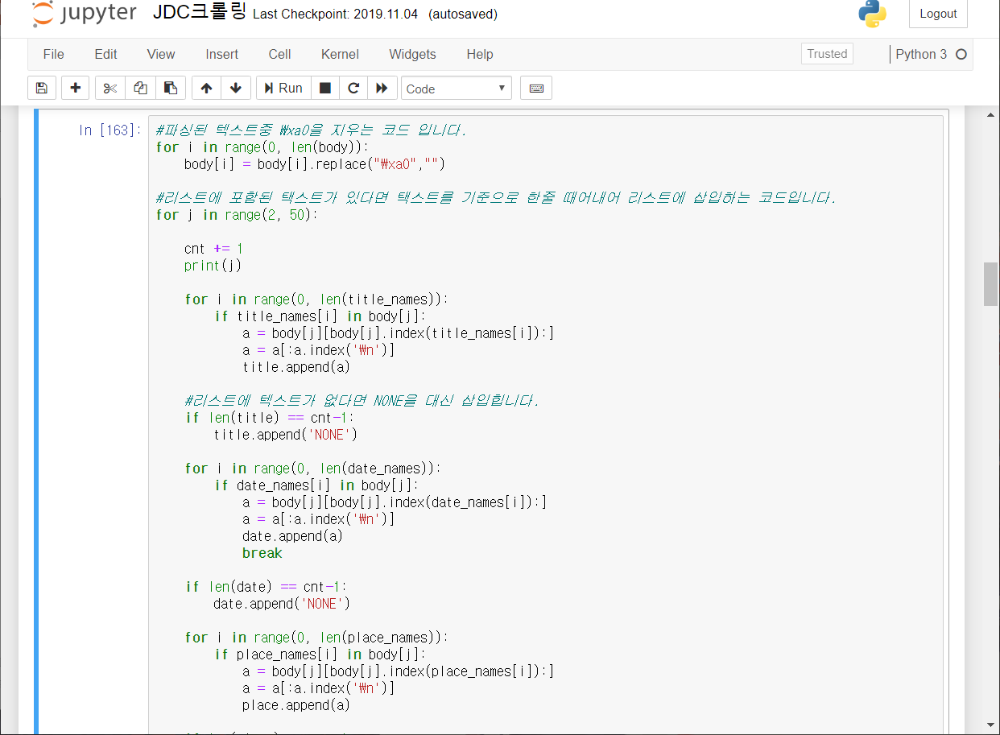 jupyter JDC크롤링 Last Checkpoint: 2019.11.04 (autosaved)
Logout
File Edit View Insert Cell Kernel Widgets Help
Trusted
Python 3
Run
Code
In [163]:
#파싱된 텍스트중 ₩xa0을 지우는 코드 입니다.
for i in range(0, len(body)):
    body[i] = body[i].replace("₩xa0","")
#리스트에 포함된 택스트가 있다면 택스트를 기준으로 한줄 때어내어 리스트에 삽입하는 코드입니다.
for j in range(2, 50):
    cnt += 1
    print(j)
    for i in range(0, len(title_names)):
        if title_names[i] in body[j]:
            a = body[j][body[j].index(title_names[i]):]
            a = a[:a.index('₩n')]
            title.append(a)
    #리스트에 텍스트가 없다면 NONE을 대신 삽입힙니다.
    if len(title) == cnt-1:
        title.append('NONE')
    for i in range(0, len(date_names)):
        if date_names[i] in body[j]:
            a = body[j][body[j].index(date_names[i]):]
            a = a[:a.index('₩n')]
            date.append(a)
            break
    if len(date) == cnt-1:
        date.append('NONE')
    for i in range(0, len(place_names)):
        if place_names[i] in body[j]:
            a = body[j][body[j].index(place_names[i]):]
            a = a[:a.index('₩n')]
            place.append(a)